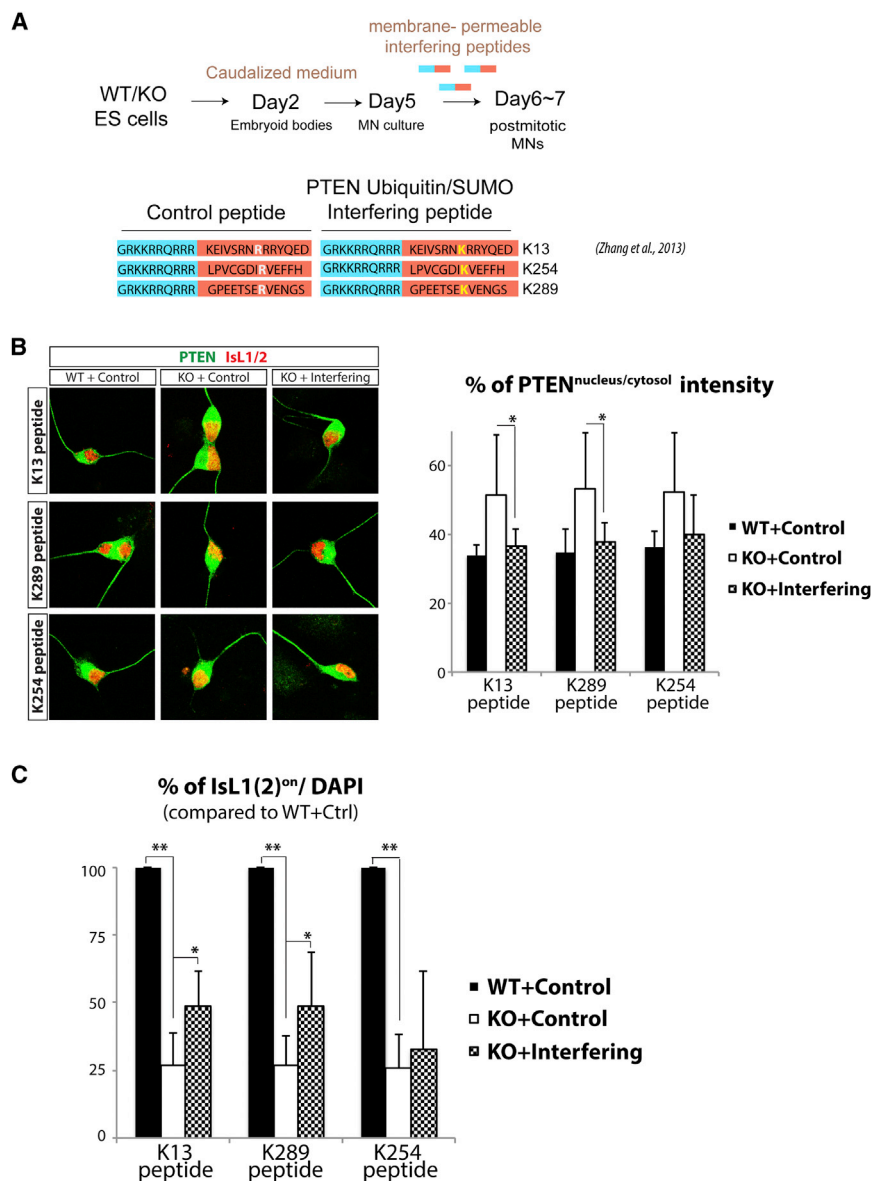 A
membrane- permeable
interfering peptides
Caudalized medium
WT/KO
ES cells
Day2
Embryoid bodies
Day5
MN culture
Day6~7
postmitotic
MNs
PTEN Ubiquitin/SUMO
Control peptide
Interfering peptide
GRKKRRQRRR KEIVSRNRRRYQED GRKKRRQRRR KEIVSRNKRRYQED K13 (Zhang et al., 2013)
GRKKRRQRRR LPVCGDIRVEFFH GRKKRRQRRR LPVCGDIKVEFFH K254
GRKKRRQRRR GPEETSERVENGS GRKKRRQRRR GPEETSEKVENGS K289
B
PTEN IsL1/2
WT + Control KO + Control KO + Interfering
K13 peptide
K289 peptide
K254 peptide
% of PTENnucleus/cytosol intensity
* *
60
40
20
0
K13 peptide
K289 peptide
K254 peptide
WT+Control
KO+Control
KO+Interfering
C
% of IsL1(2)on/ DAPI
(compared to WT+Ctrl)
** ** **
* *
100
75
50
25
0
K13 peptide
K289 peptide
K254 peptide
WT+Control
KO+Control
KO+Interfering